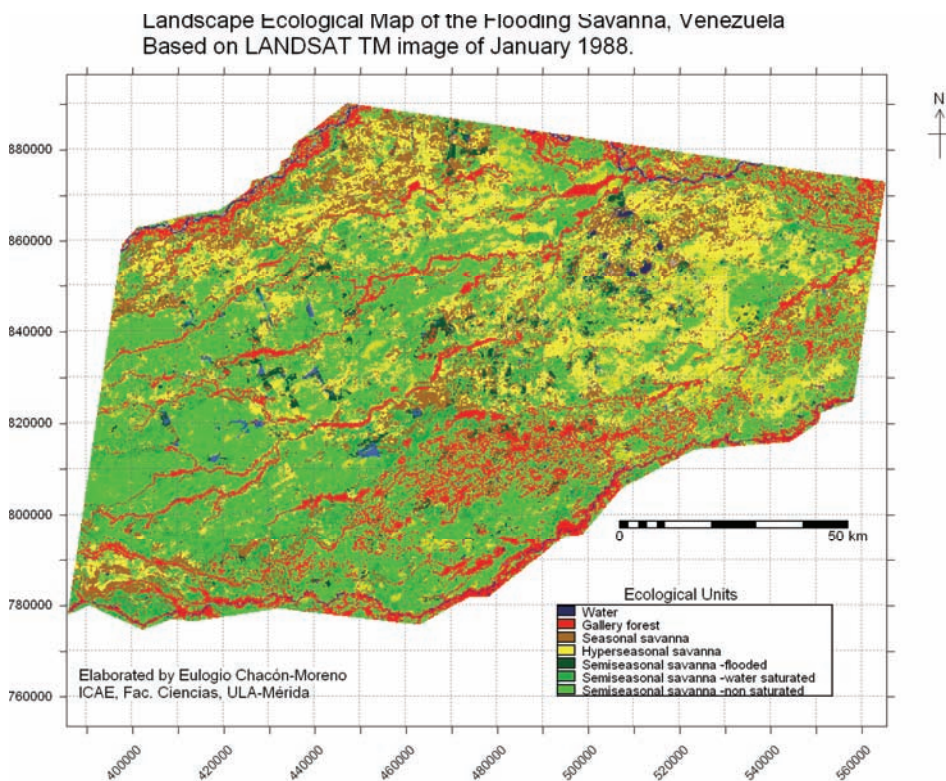 Landscape Ecological Map of the Flooding Savanna, Venezuela
Based on LANDSAT TM image of January 1988.
N
880000
860000
840000
820000
800000
780000
760000
0 50 km
Ecological Units
Water
Gallery forest
Seasonal savanna
Hyperseasonal savanna
Semiseasonal savanna -flooded
Semiseasonal savanna -water saturated
Semiseasonal savanna -non saturated
Elaborated by Eulogio Chacón-Moreno
ICAE, Fac. Ciencias, ULA-Mérida
400000 420000 440000 460000 480000 500000 520000 540000 560000